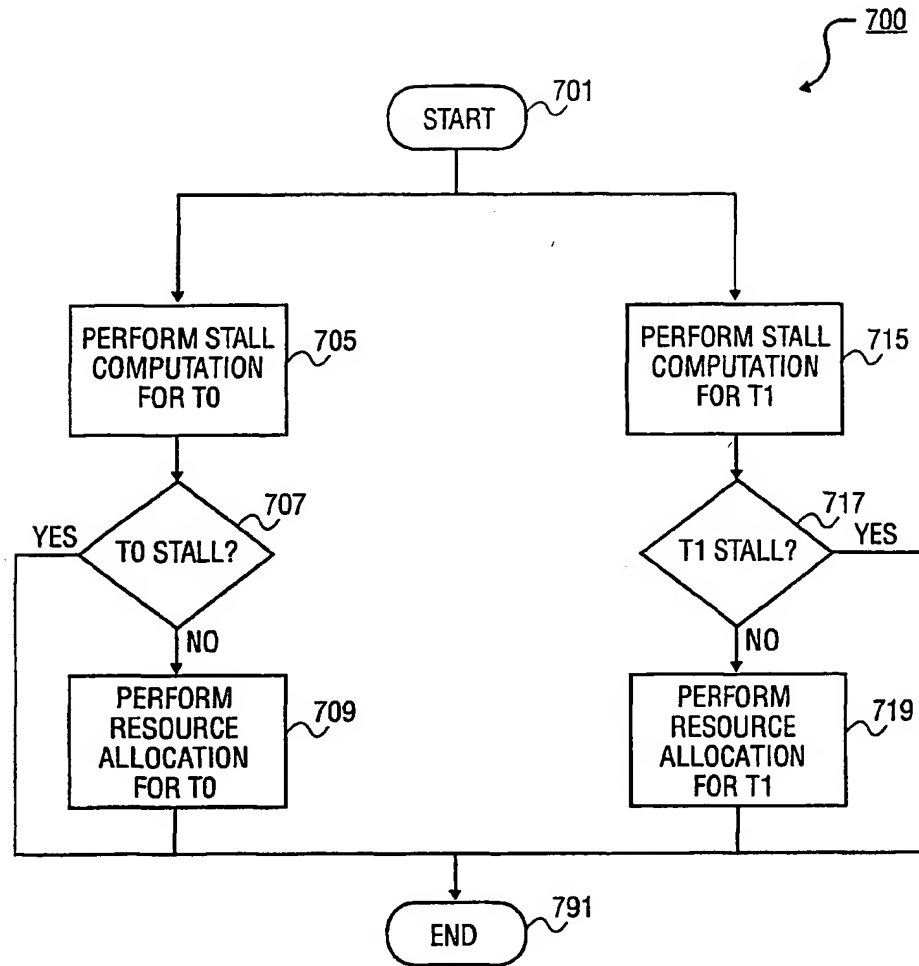 700
START
701
PERFORM STALL
COMPUTATION
FOR T0
705
PERFORM STALL
COMPUTATION
FOR T1
715
YES
T0 STALL?
707
NO
T1 STALL?
717
YES
NO
PERFORM
RESOURCE
ALLOCATION
FOR T0
709
PERFORM
RESOURCE
ALLOCATION
FOR T1
719
END
791